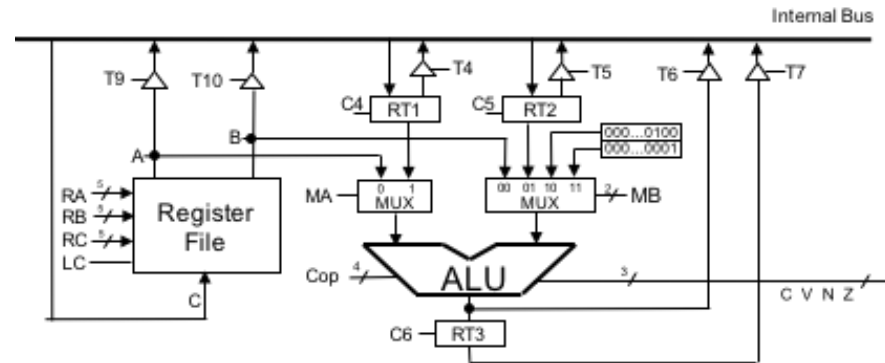 Internal Bus
T9
T10
T4
T5
T6
T7
C4
RT1
C5
RT2
B
A
000...0100
000...0001
RA
5
RB
5
RC
5
LC
Register
File
C
MA
0 1
MUX
00 01 10 11
MUX
2
MB
Cop
4
ALU
3
C V N Z
C6
RT3